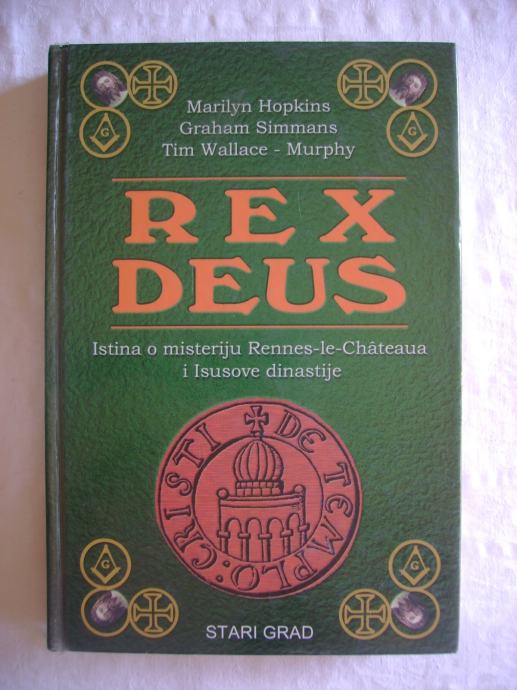 Marilyn Hopkins
Graham Simmans
Tim Wallace - Murphy
REX
DEUS
Istina o misteriju Rennes-le-Châteaua
i Isusove dinastije
DE TEMPLO:CRISTI
G
G
G
G
STARI GRAD